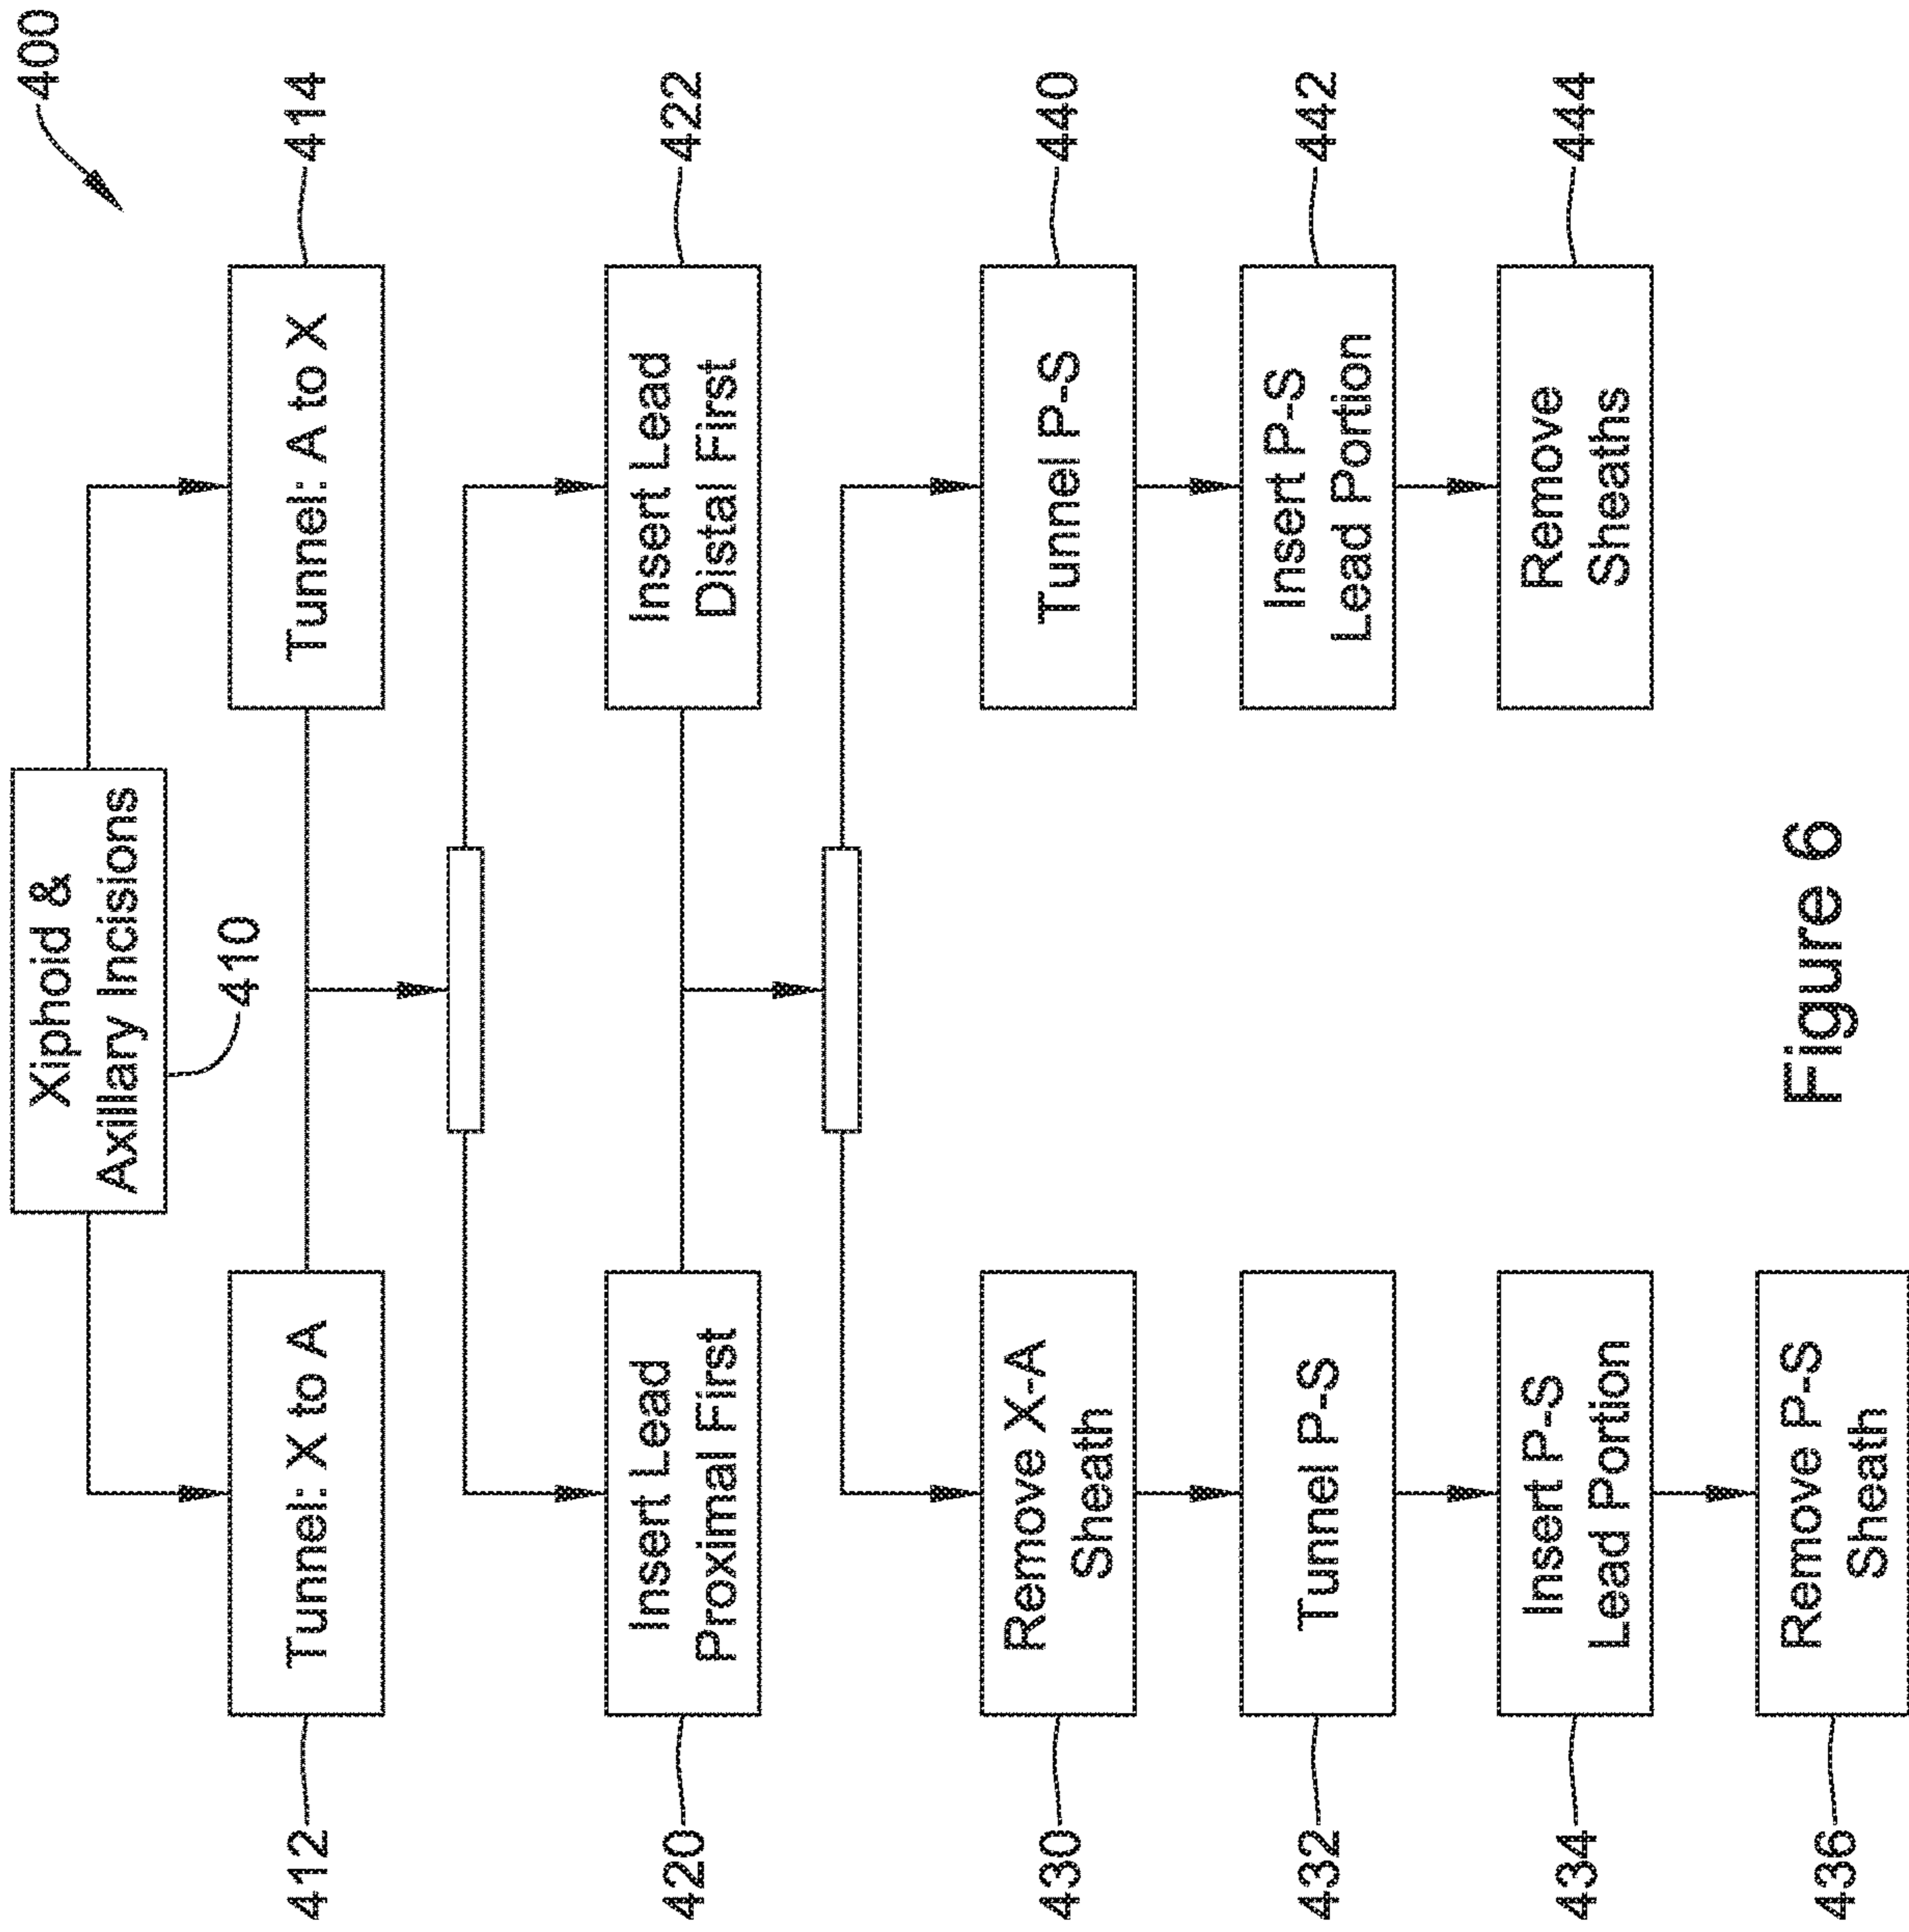 400
Xiphoid &
Axillary Incisions
410
412
Tunnel: X to A
Tunnel: A to X
414
420
Insert Lead
Proximal First
Insert Lead
Distal First
422
430
Remove X-A
Sheath
Tunnel P-S
440
432
Tunnel P-S
Insert P-S
Lead Portion
442
434
Insert P-S
Lead Portion
Remove
Sheaths
444
436
Remove P-S
Sheath
Figure 6